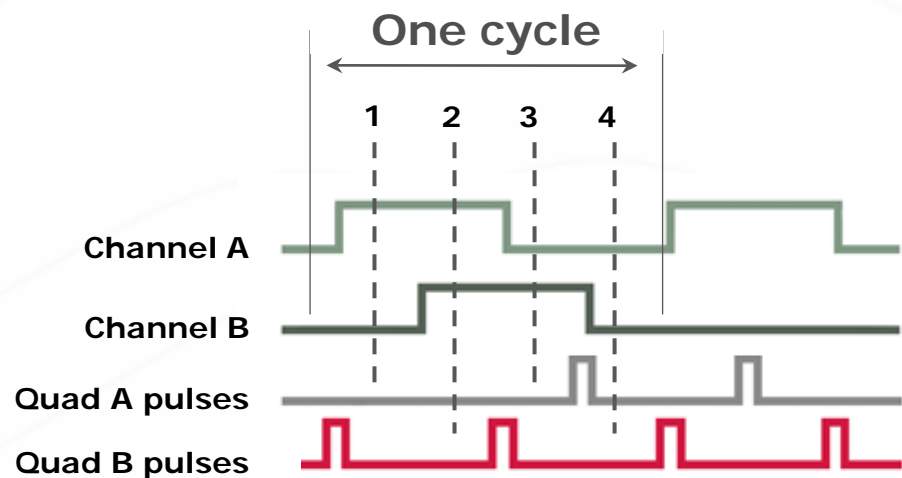 One cycle
1 2 3 4
Channel A
Channel B
Quad A pulses
Quad B pulses